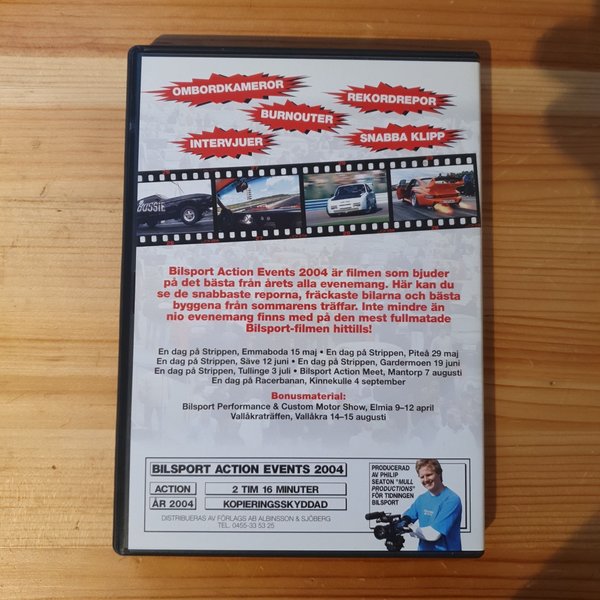 OMBORDKAMEROR
REKORDREPOR
BURNOUTER
INTERVJUER
SNABBA KLIPP
BUSSIE
Bilsport Action Events 2004 är filmen som bjuder
på det bästa från årets alla evenemang. Här kan du
se de snabbaste reporna, fräckaste bilarna och bästa
byggena från sommarens träffar. Inte mindre än
nio evenemang finns med på den mest fullmatade
Bilsport-filmen hittills!
En dag på Strippen, Emmaboda 15 maj • En dag på Strippen, Piteå 29 maj
En dag på Strippen, Säve 12 juni • En dag på Strippen, Gardermoen 19 juni
En dag på Strippen, Tullinge 3 juli • Bilsport Action Meet, Mantorp 7 augusti
En dag på Racerbanan, Kinnekulle 4 september
Bonusmaterial:
Bilsport Performance & Custom Motor Show, Elmia 9–12 april
Vallåkraträffen, Vallåkra 14–15 augusti
BILSPORT ACTION EVENTS 2004
ACTION 2 TIM 16 MINUTER
ÅR 2004 KOPIERINGSSKYDDAD
DISTRIBUERAS AV FÖRLAGS AB ALBINSSON & SJÖBERG
TEL. 0455-33 53 25
PRODUCERAD
AV PHILIP
SEATON "MULL
PRODUCTIONS"
FÖR TIDNINGEN
BILSPORT